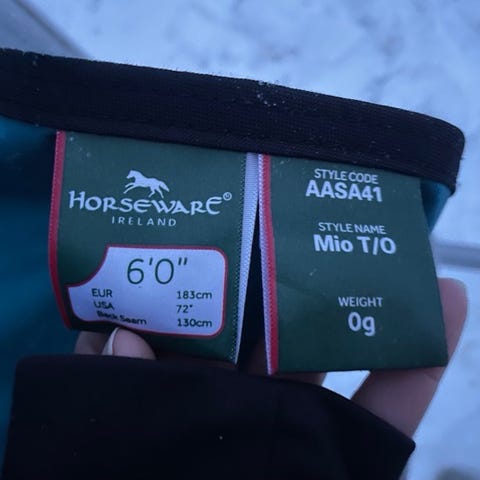 HORSEWARE®
IRELAND
6'0"
EUR 183cm
USA 72"
Back Seam 130cm
STYLE CODE
AASA41
STYLE NAME
Mio T/O
WEIGHT
0g